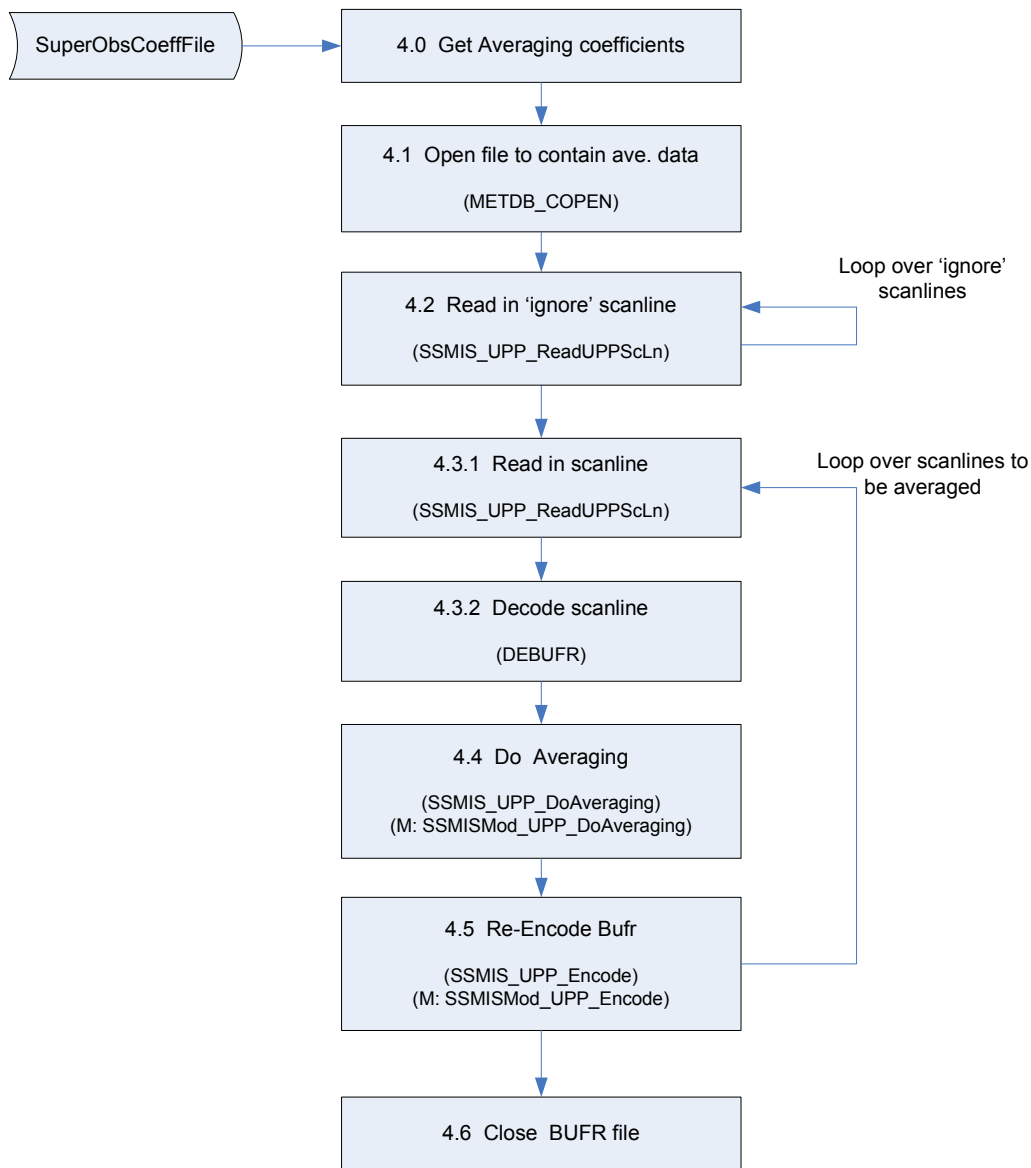 SuperObsCoeffFile
4.0 Get Averaging coefficients
4.1 Open file to contain ave. data
(METDB_COPEN)
Loop over ‘ignore’
scanlines
4.2 Read in ‘ignore’ scanline
(SSMIS_UPP_ReadUPPScLn)
4.3.1 Read in scanline
(SSMIS_UPP_ReadUPPScLn)
Loop over scanlines to
be averaged
4.3.2 Decode scanline
(DEBUFR)
4.4 Do Averaging
(SSMIS_UPP_DoAveraging)
(M: SSMISMod_UPP_DoAveraging)
4.5 Re-Encode Bufr
(SSMIS_UPP_Encode)
(M: SSMISMod_UPP_Encode)
4.6 Close BUFR file